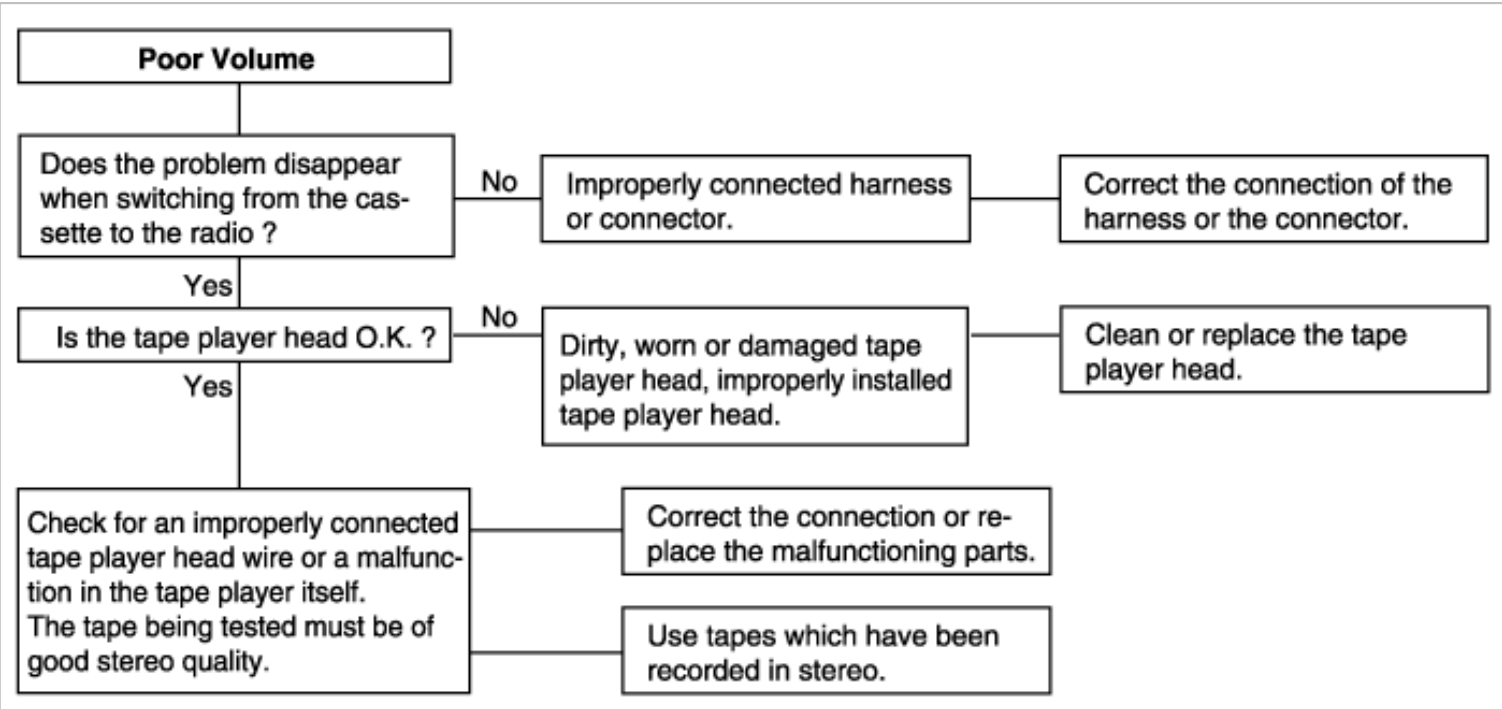 Poor Volume
Does the problem disappear
when switching from the cas-
sette to the radio ?
No
Improperly connected harness
or connector.
Correct the connection of the
harness or the connector.
Yes
Is the tape player head O.K. ?
No
Dirty, worn or damaged tape
player head, improperly installed
tape player head.
Clean or replace the tape
player head.
Yes
Check for an improperly connected
tape player head wire or a malfunc-
tion in the tape player itself.
The tape being tested must be of
good stereo quality.
Correct the connection or re-
place the malfunctioning parts.
Use tapes which have been
recorded in stereo.